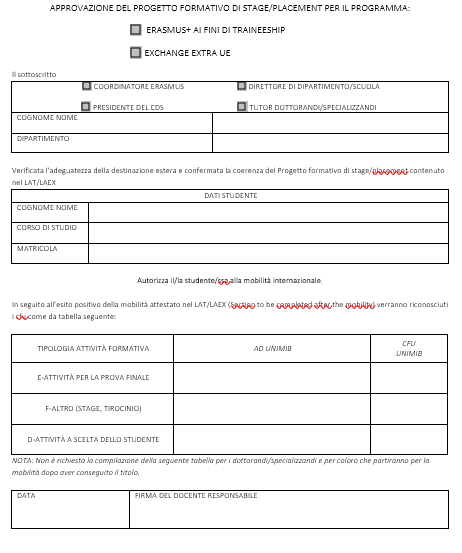 APPROVAZIONE DEL PROGETTO FORMATIVO DI STAGE/PLACEMENT PER IL PROGRAMMA:
ERASMUS+ AI FINI DI TRAINEESHIP
EXCHANGE EXTRA UE
Il sottoscritto
COORDINATORE ERASMUS DIRETTORE DI DIPARTIMENTO/SCUOLA
PRESIDENTE DEL CDS TUTOR DOTTORANDI/SPECIALIZZANDI
COGNOME NOME
DIPARTIMENTO
Verificata l'adeguatezza della destinazione estera e confermata la coerenza del Progetto formativo di stage/placement contenuto
nel LAT/LAEX
DATI STUDENTE
COGNOME NOME
CORSO DI STUDIO
MATRICOLA
Autorizza il/la studente/ssa alla mobilità internazionale.
In seguito all'esito positivo della mobilità attestato nel LAT/LAEX (Section to be completed after the mobility) verranno riconosciuti
i cfu come da tabella seguente:
TIPOLOGIA ATTIVITÀ FORMATIVA AD UNIMIB CFU
UNIMIB
E-ATTIVITÀ PER LA PROVA FINALE
F-ALTRO (STAGE, TIROCINIO)
D-ATTIVITÀ A SCELTA DELLO STUDENTE
NOTA: Non è richiesta la compilazione della seguente tabella per i dottorandi/specializzandi e per coloro che partiranno per la
mobilità dopo aver conseguito il titolo.
DATA FIRMA DEL DOCENTE RESPONSABILE